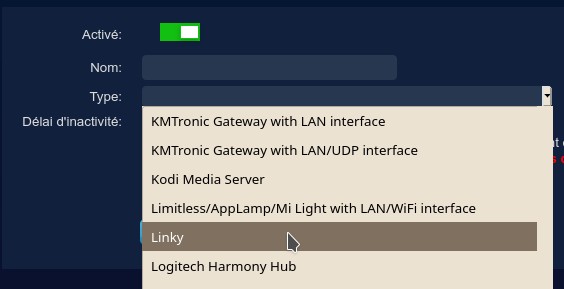 Activé:
Nom:
Type:
Délai d'inactivité:
KMTronic Gateway with LAN interface
KMTronic Gateway with LAN/UDP interface
Kodi Media Server
Limitless/AppLamp/Mi Light with LAN/WiFi interface
Linky
Logitech Harmony Hub